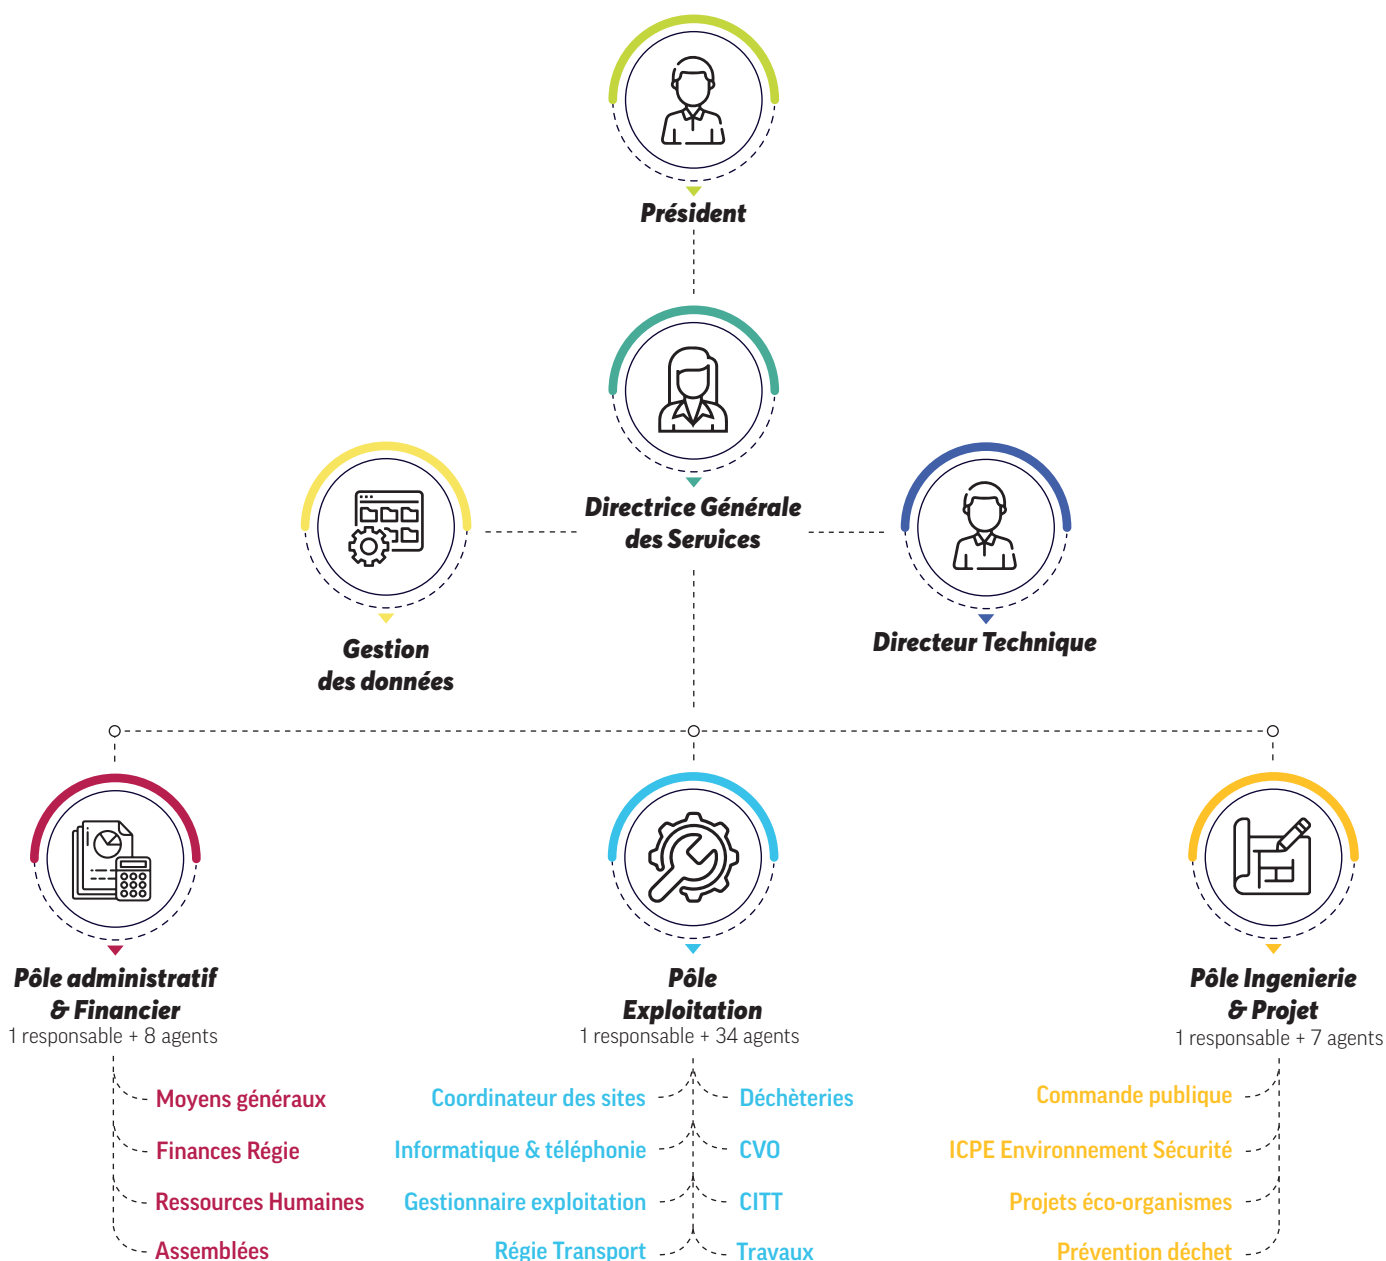 Président
Directrice Générale
des Services
Gestion
des données
Directeur Technique
Pôle administratif
& Financier
1 responsable + 8 agents
Moyens généraux
Finances Régie
Ressources Humaines
Assemblées
Pôle
Exploitation
1 responsable + 34 agents
Coordinateur des sites
Informatique & téléphonie
Gestionnaire exploitation
Régie Transport
Déchèteries
CVO
CITT
Travaux
Pôle Ingenierie
& Projet
1 responsable + 7 agents
Commande publique
ICPE Environnement Sécurité
Projets éco-organismes
Prévention déchet